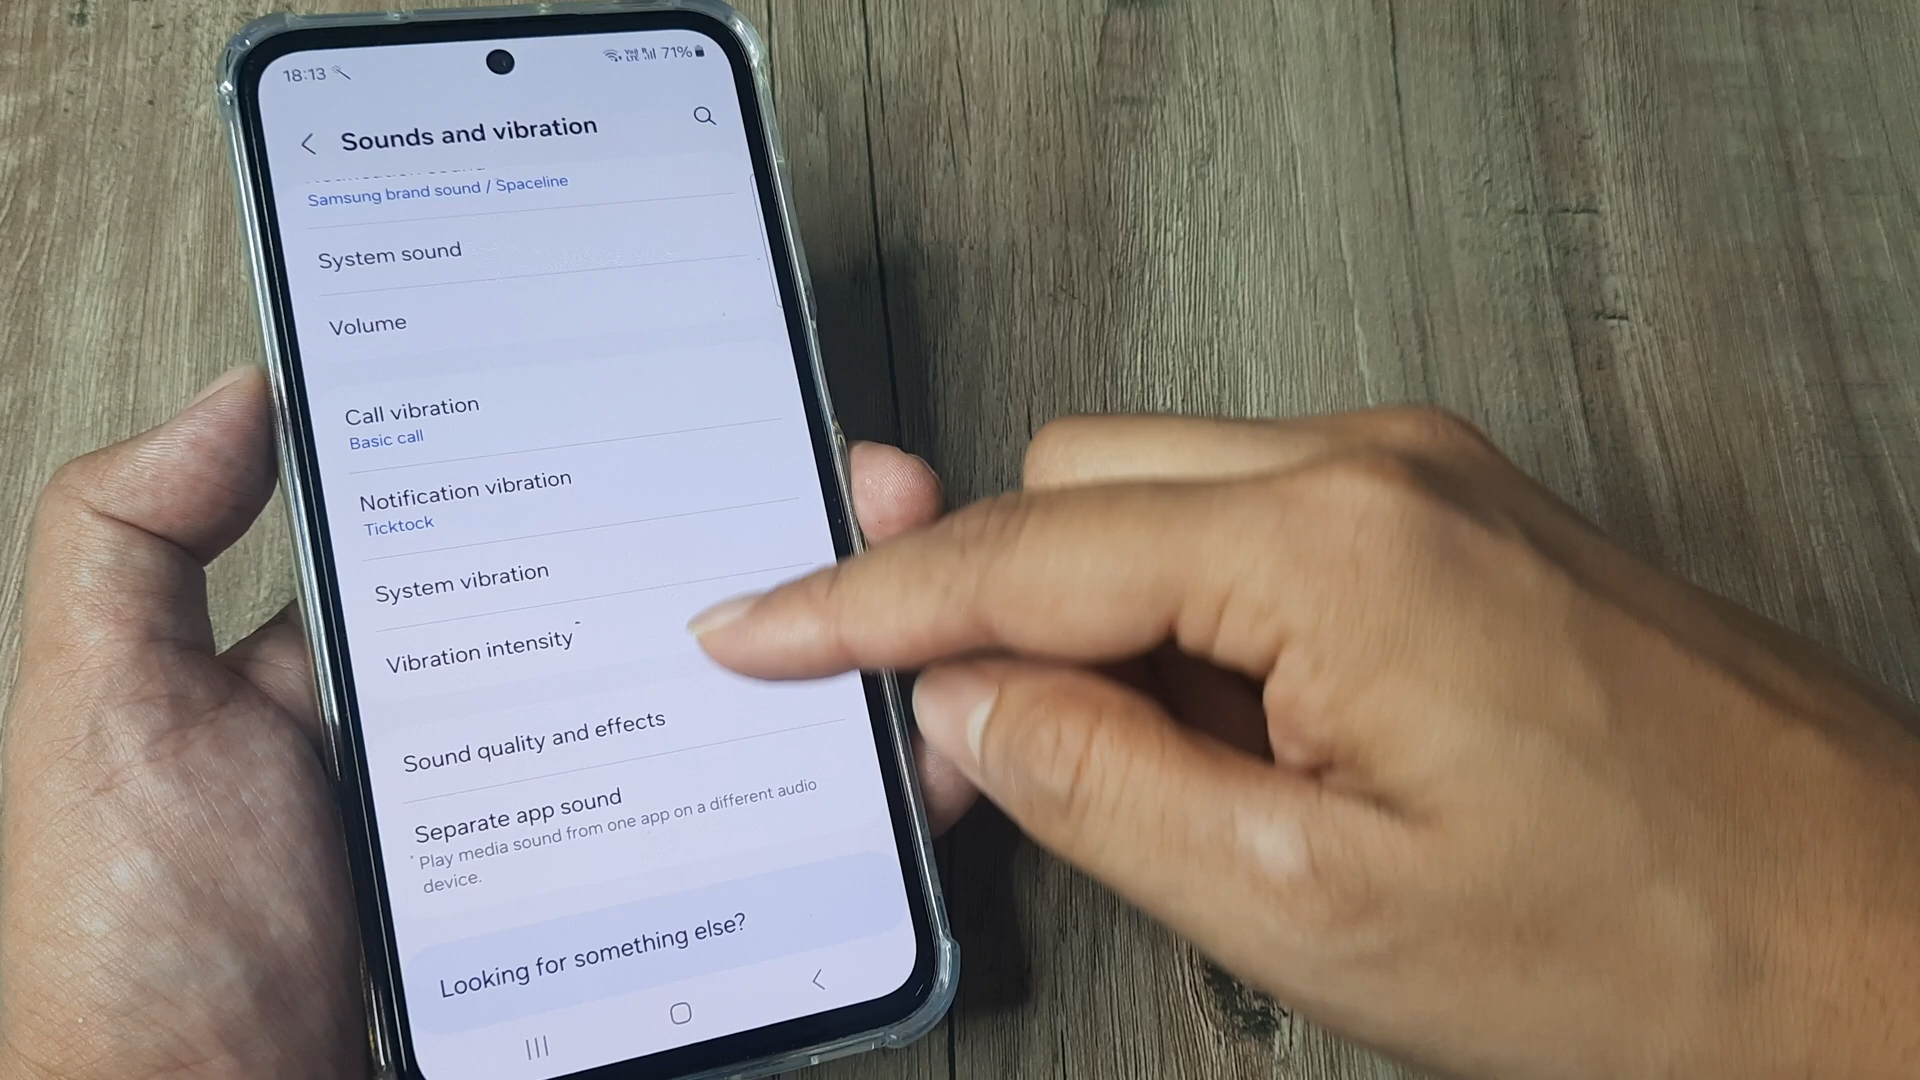 18:13
71%
Sounds and vibration
Samsung brand sound / Spaceline
System sound
Volume
Call vibration
Basic call
Notification vibration
Ticktock
System vibration
Vibration intensity
Sound quality and effects
Separate app sound
Play media sound from one app on a different audio
device.
Looking for something else?